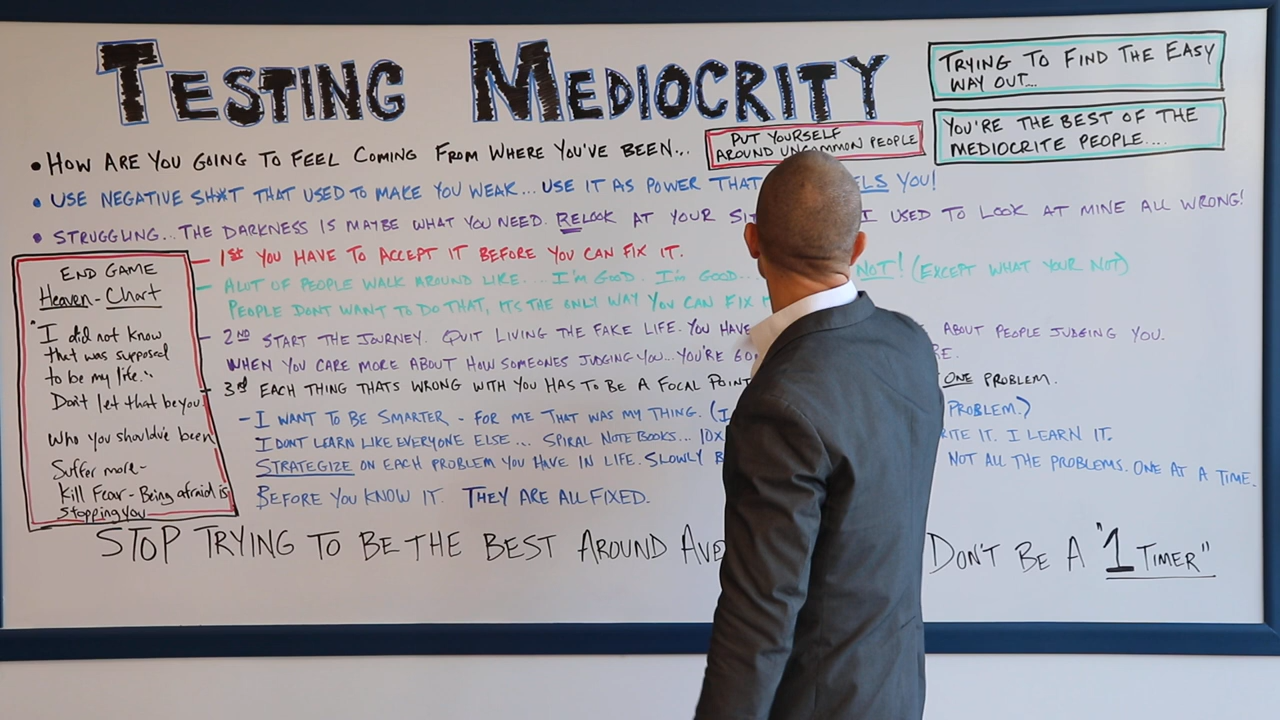 TESTING MEDIOCRITY
TRYING TO FIND THE EASY
WAY OUT...
YOU'RE THE BEST OF THE
MEDIOCRITE PEOPLE....
PUT YOURSELF
AROUND UNCOMMON PEOPLE
• HOW ARE YOU GOING TO FEEL COMING FROM WHERE YOU'VE BEEN...
• USE NEGATIVE SH*T THAT USED TO MAKE YOU WEAK... USE IT AS POWER THAT ELS YOU!
• STRUGGLING... THE DARKNESS IS MAYBE WHAT YOU NEED. RELOOK AT YOUR SIT I USED TO LOOK AT MINE ALL WRONG!
- 1st YOU HAVE TO ACCEPT IT BEFORE YOU CAN FIX IT.
- ALOT OF PEOPLE WALK AROUND LIKE... I'M GOOD. I'M GOOD... NOT! (EXCEPT WHAT YOUR NOT)
PEOPLE DONT WANT TO DO THAT, ITS THE ONLY WAY YOU CAN FIX
- 2ND START THE JOURNEY. QUIT LIVING THE FAKE LIFE. YOU HAVE ABOUT PEOPLE JUDGING YOU.
WHEN YOU CARE MORE ABOUT HOW SOMEONES JUDGING YOU... YOU'RE RE.
- 3rd EACH THING THATS WRONG WITH YOU HAS TO BE A FOCAL POINT ONE PROBLEM.
- I WANT TO BE SMARTER - FOR ME THAT WAS MY THING. (I PROBLEM.)
I DONT LEARN LIKE EVERYONE ELSE... SPIRAL NOTEBOOKS... 10X ITE IT. I LEARN IT.
STRATEGIZE ON EACH PROBLEM YOU HAVE IN LIFE. SLOWLY NOT ALL THE PROBLEMS. ONE AT A TIME.
BEFORE YOU KNOW IT. THEY ARE ALL FIXED.
END GAME
Heaven - Chart
"I did not know
that was supposed
to be my life."
Don't let that be you.
Who you should've been
Suffer more -
Kill Fear - Being afraid is
stopping you
STOP TRYING TO BE THE BEST AROUND AVE DON'T BE A "1 TIMER"